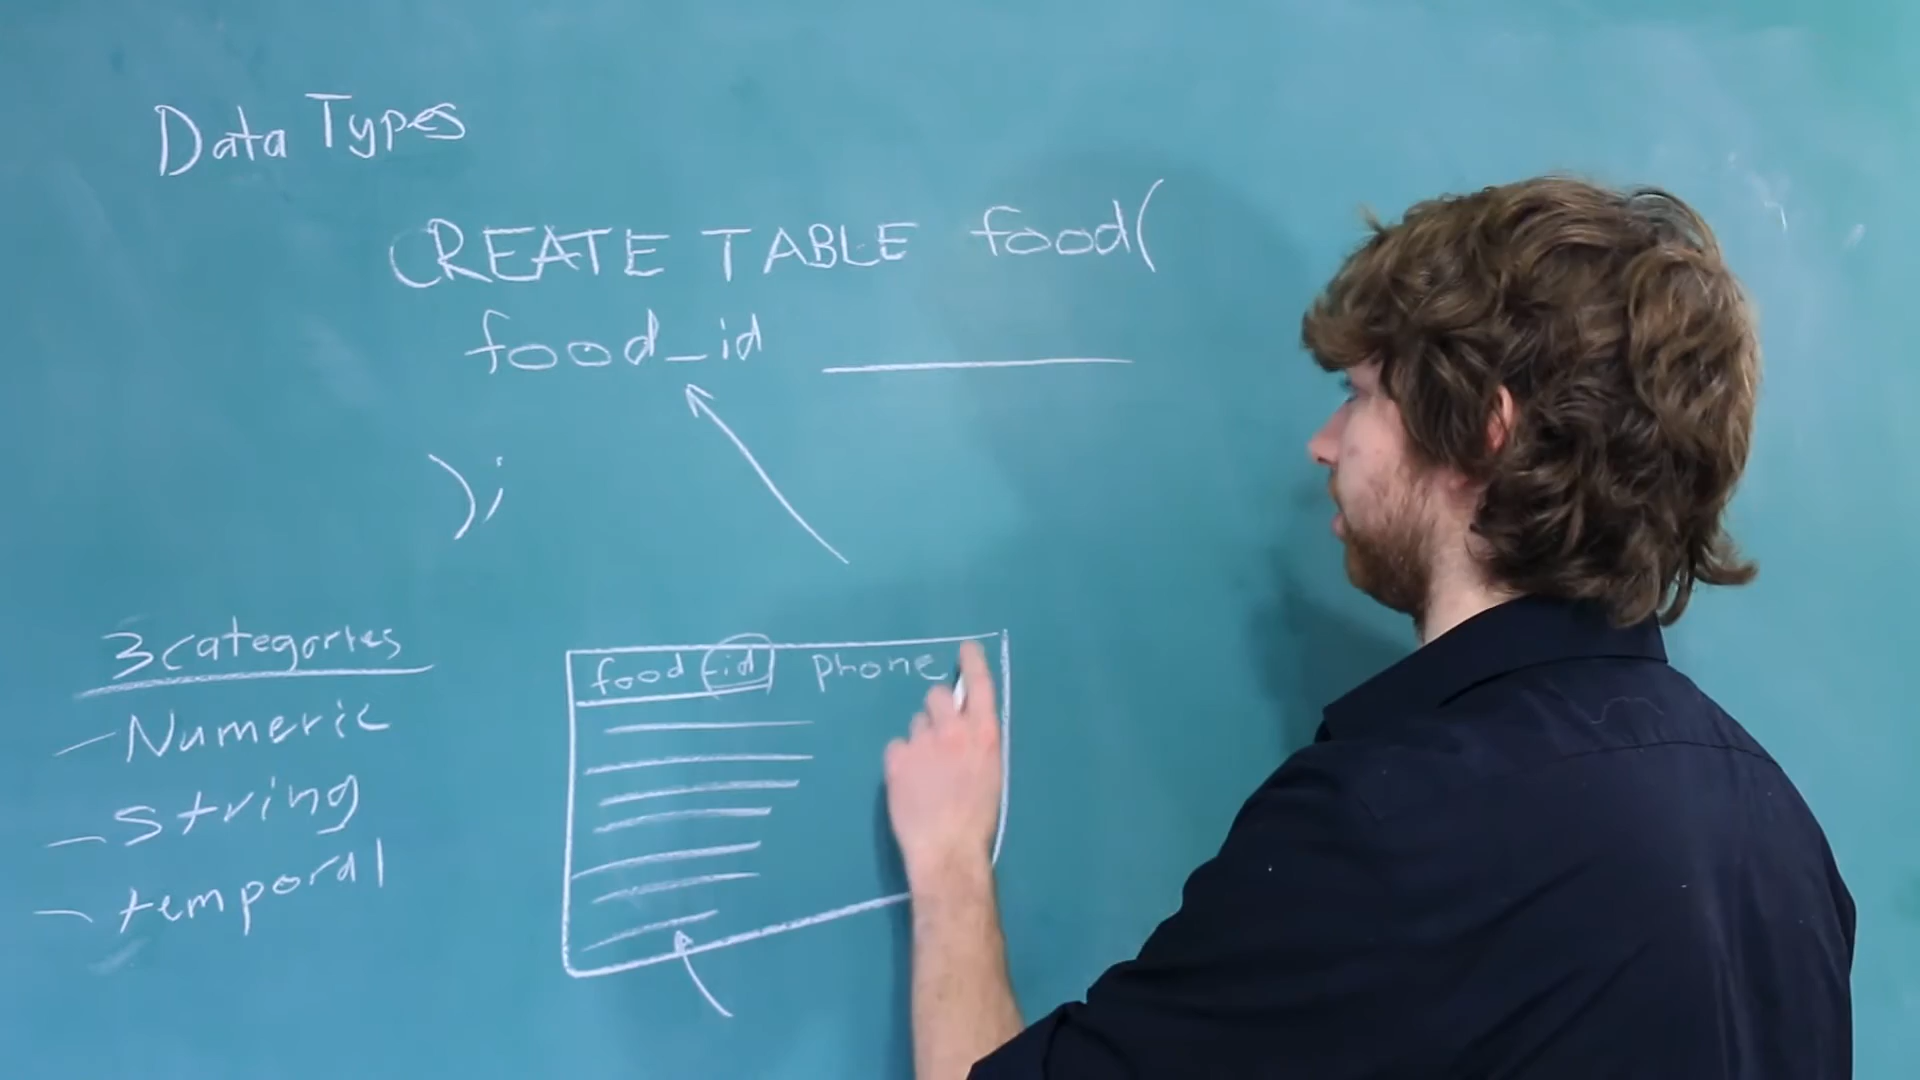 Data Types
CREATE TABLE food(
food_id
);
3 categories
- Numeric
- String
- temporal
food_id phone